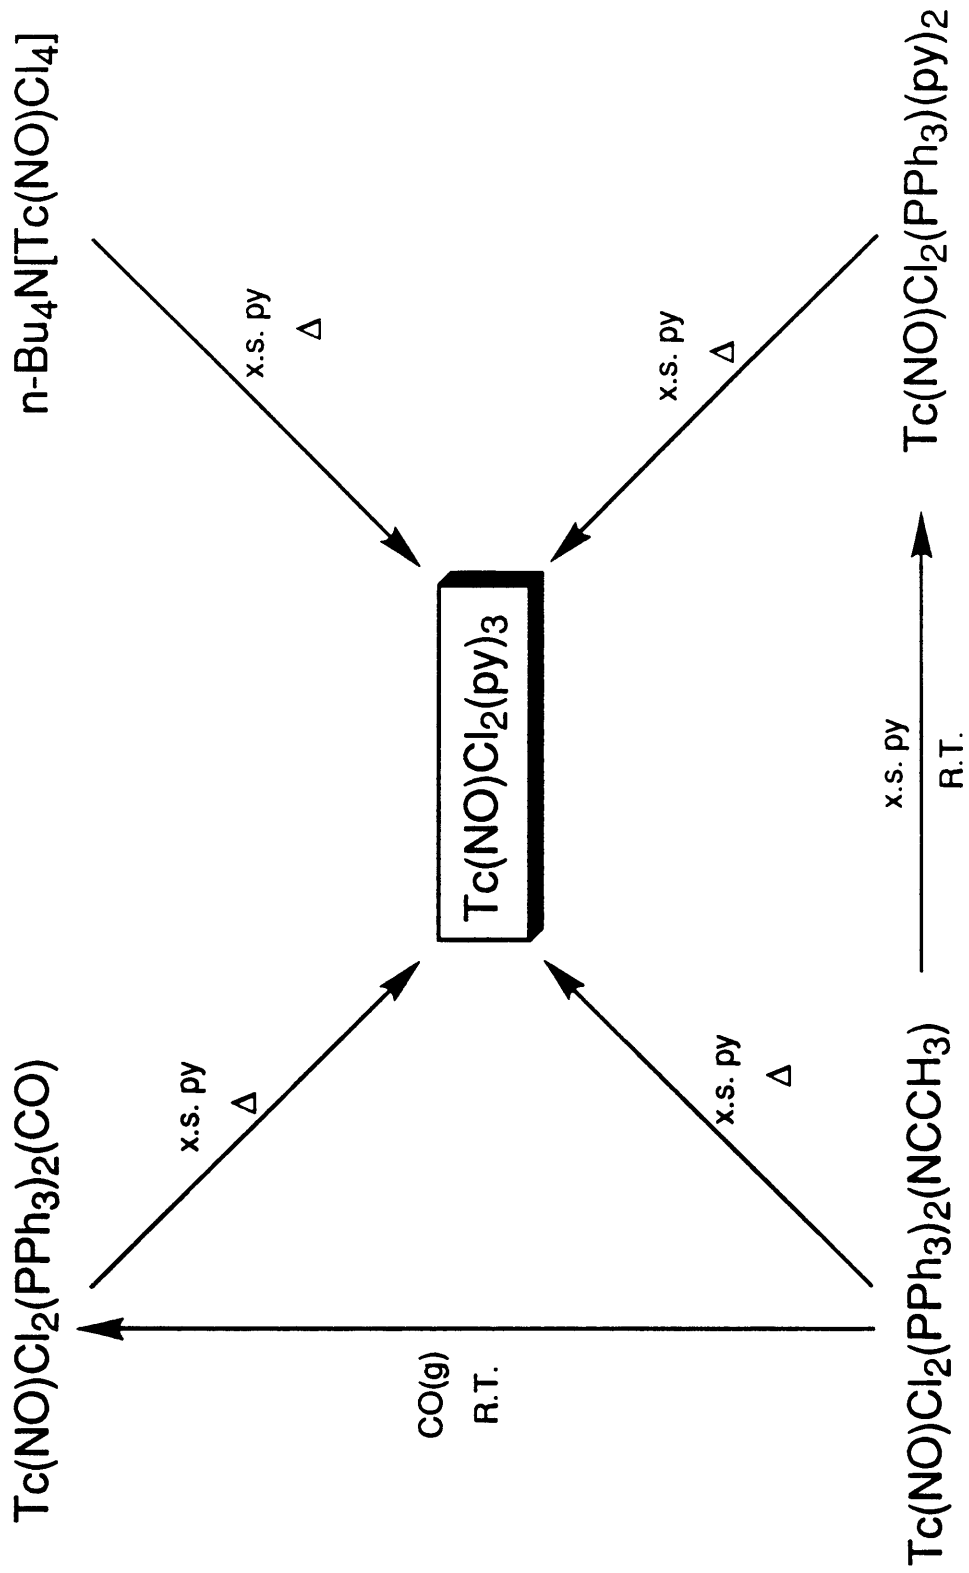 Tc(NO)Cl2(PPh3)2(CO)
n-Bu4N[Tc(NO)Cl4]
x.s. py
Δ
x.s. py
Δ
CO(g)
R.T.
Tc(NO)Cl2(py)3
x.s. py
Δ
x.s. py
Δ
x.s. py
R.T.
Tc(NO)Cl2(PPh3)2(NCCH3)
Tc(NO)Cl2(PPh3)(py)2